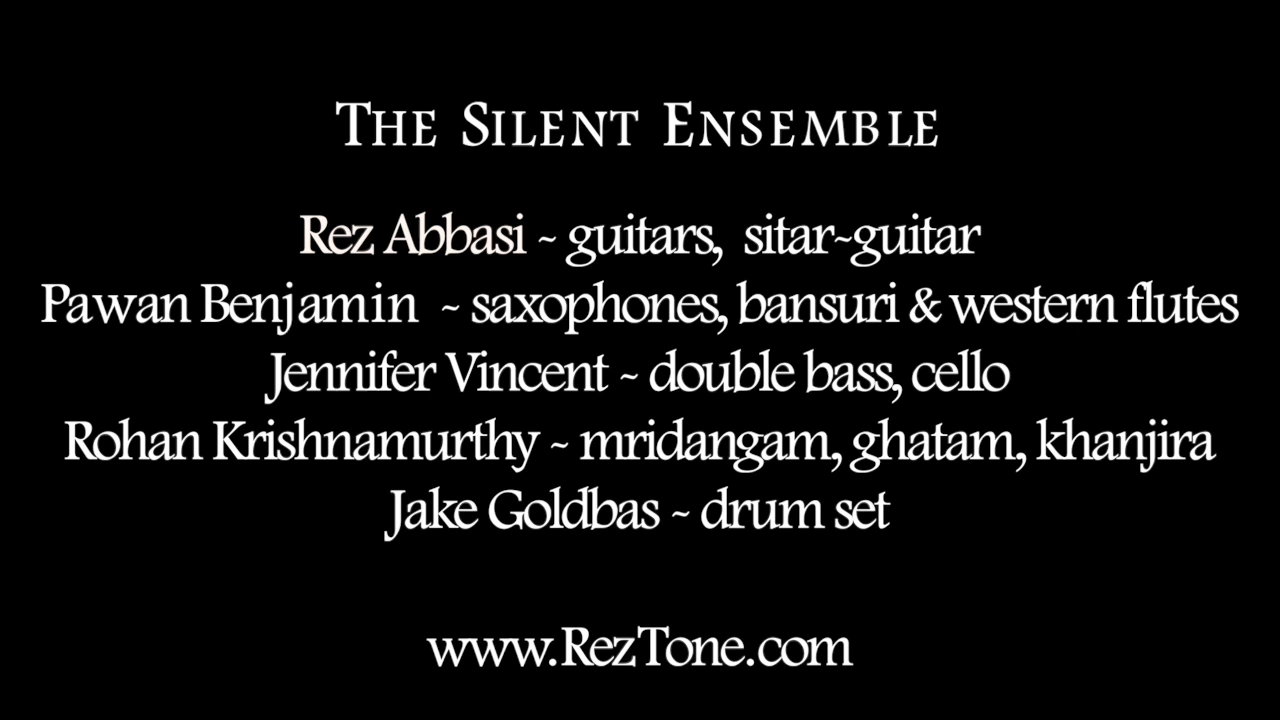 THE SILENT ENSEMBLE
Rez Abbasi ~ guitars, sitar~guitar
Pawan Benjamin ~ saxophones, bansuri & western flutes
Jennifer Vincent ~ double bass, cello
Rohan Krishnamurthy ~ mridangam, ghatam, khanjira
Jake Goldbas ~ drum set
www.RezTone.com